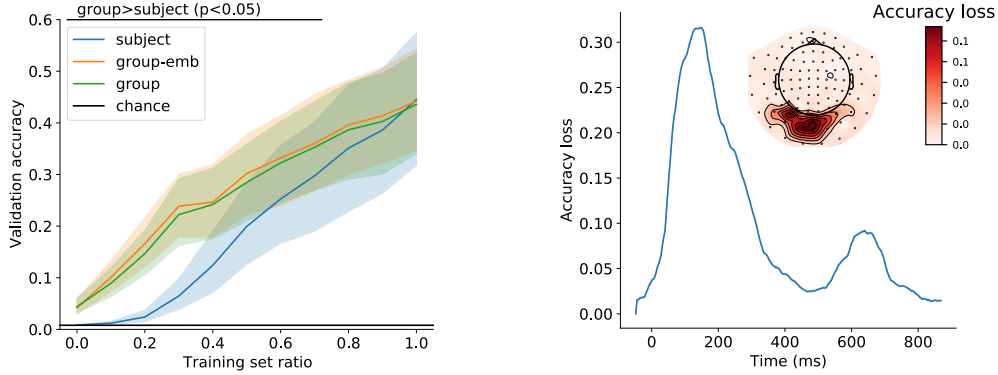 group>subject (p<0.05)
0.6
0.5
0.4
0.3
0.2
0.1
0.0
Validation accuracy
subject
group-emb
group
chance
0.0 0.2 0.4 0.6 0.8 1.0
Training set ratio
Accuracy loss
0.30
0.25
0.20
0.15
0.10
0.05
0.00
Accuracy loss
0.1
0.1
0.0
0.0
0.0
0.0
0 200 400 600 800
Time (ms)